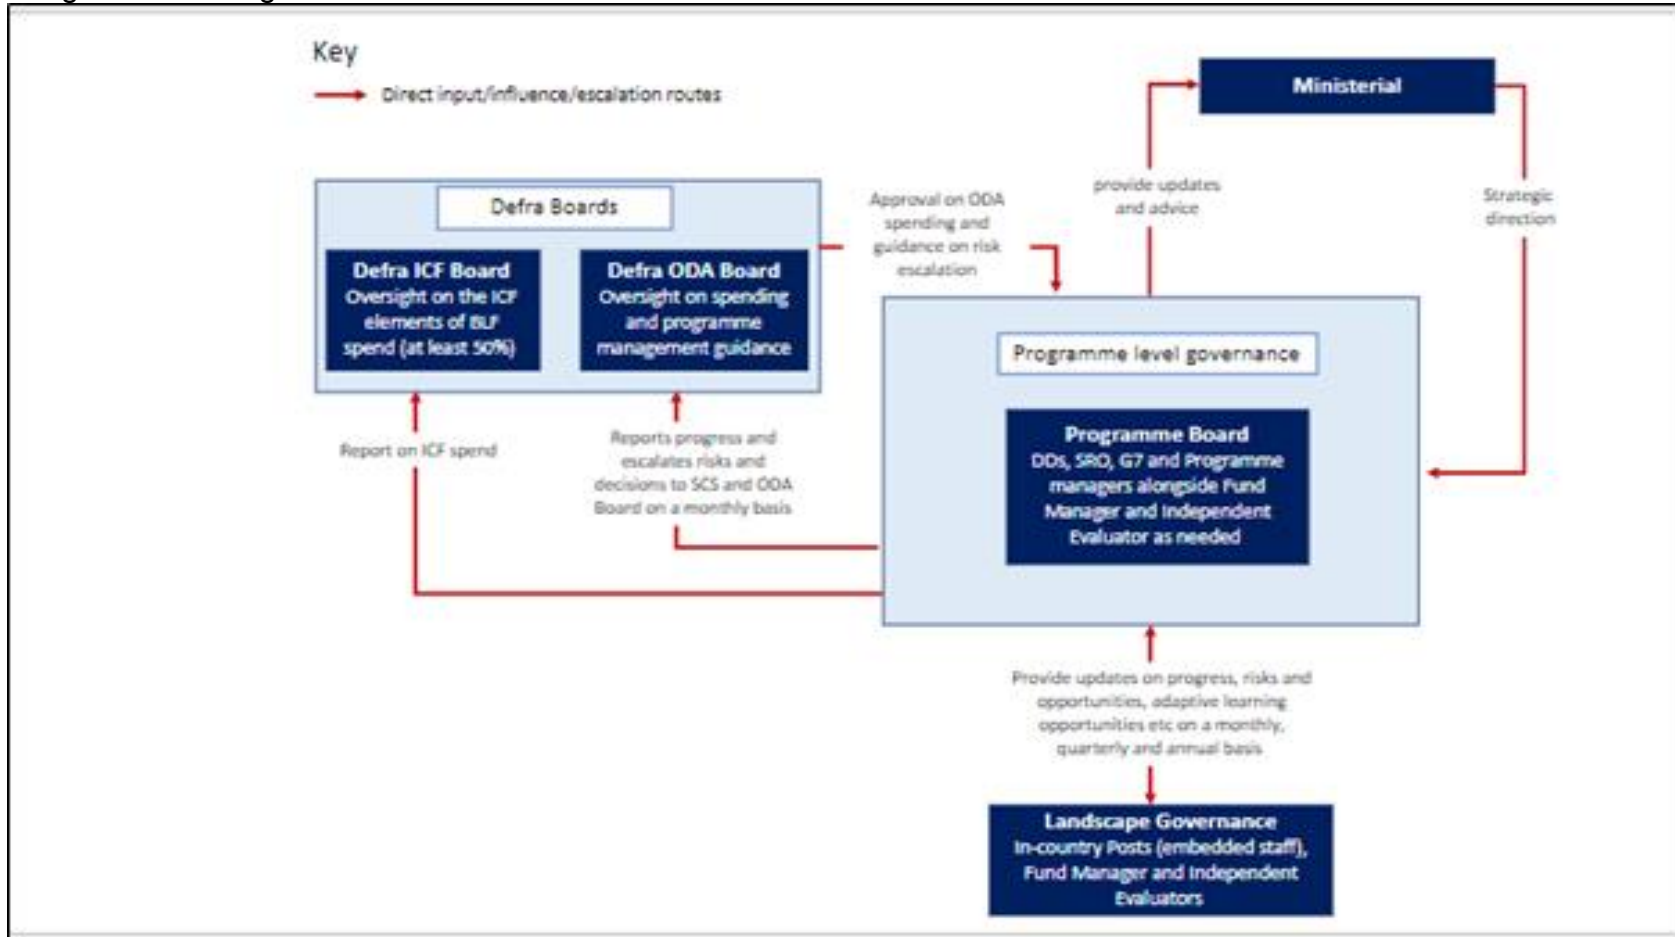 Key
Direct input/influence/escalation routes
Ministerial
provide updates
and advice
Strategic
direction
Defra Boards
Defra ICF Board
Oversight on the ICF
elements of BLF
spend (at least 50%)
Defra ODA Board
Oversight on spending
and programme
management guidance
Approval on ODA
spending and
guidance on risk
escalation
Programme level governance
Programme Board
DDs, SRO, G7 and Programme
managers alongside Fund
Manager and Independent
Evaluator as needed
Report on ICF spend
Reports progress and
escalates risks and
decisions to SCS and ODA
Board on a monthly basis
Provide updates on progress, risks and
opportunities, adaptive learning
opportunities etc on a monthly,
quarterly and annual basis
Landscape Governance
In-country Posts (embedded staff),
Fund Manager and Independent
Evaluators